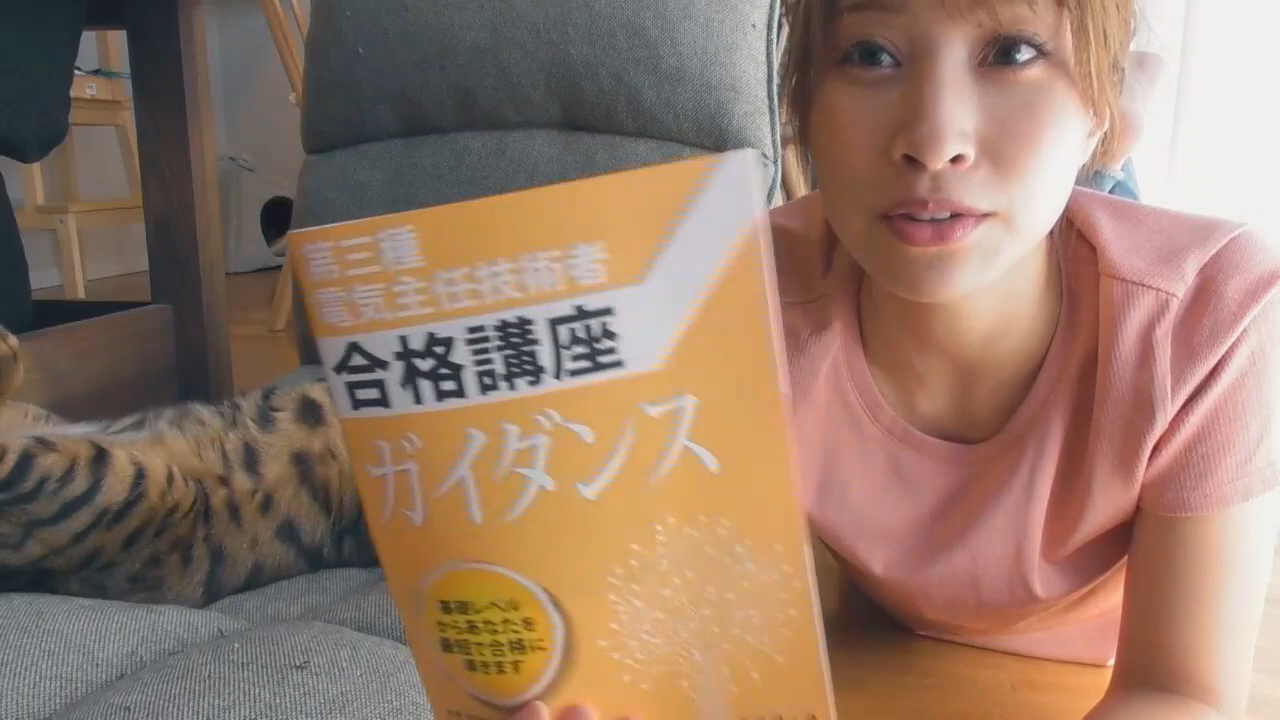 第三種
電気主任技術者
合格講座
ガイダンス
基礎レベル
からあなたを
最短で合格に
導きます